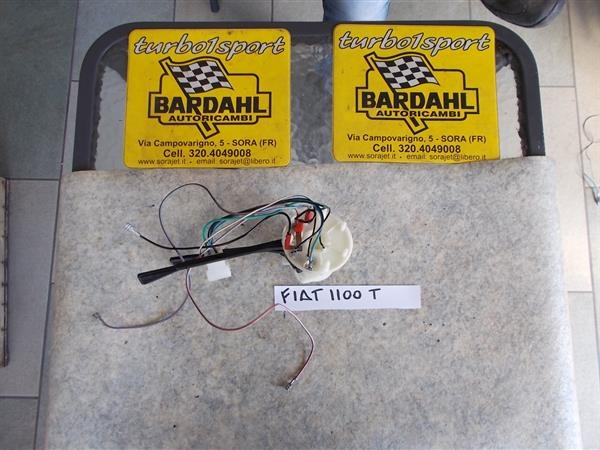 turbo1sport
BARDAHL
AUTORICAMBI
Via Campovarigno, 5 - SORA (FR)
Cell. 320.4049008
www.sorajet.it - email: sorajet@libero.it
turbo1sport
BARDAHL
AUTORICAMBI
Via Campovarigno, 5 - SORA (FR)
Cell. 320.4049008
www.sorajet.it - email: sorajet@libero.it
FIAT 1100 T